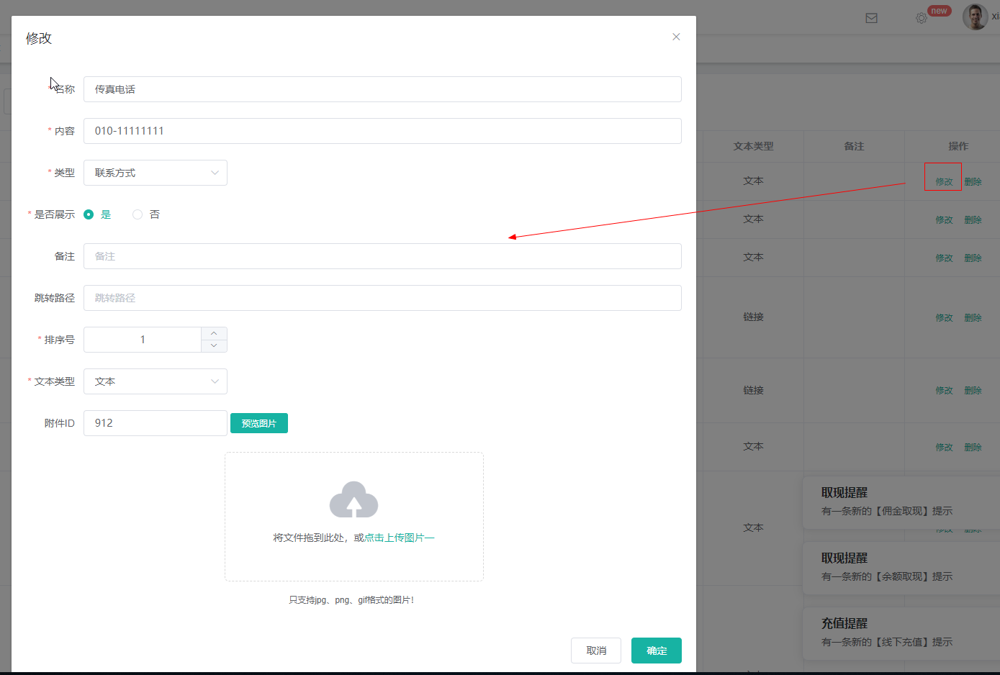 修改
new
xi
* 名称 传真电话
* 内容 010-11111111
* 类型 联系方式
* 是否展示 是 否
备注 备注
跳转路径 跳转路径
* 排序号 1
* 文本类型 文本
附件ID 912 预览图片
将文件拖到此处，或点击上传图片一
只支持jpg、png、gif格式的图片！
取消 确定
文本类型 备注 操作
文本 修改 删除
文本 修改 删除
文本 修改 删除
链接 修改 删除
链接 修改 删除
文本 修改 删除
文本 修改 删除
取现提醒
有一条新的【佣金取现】提示
取现提醒
有一条新的【余额取现】提示
充值提醒
有一条新的【线下充值】提示